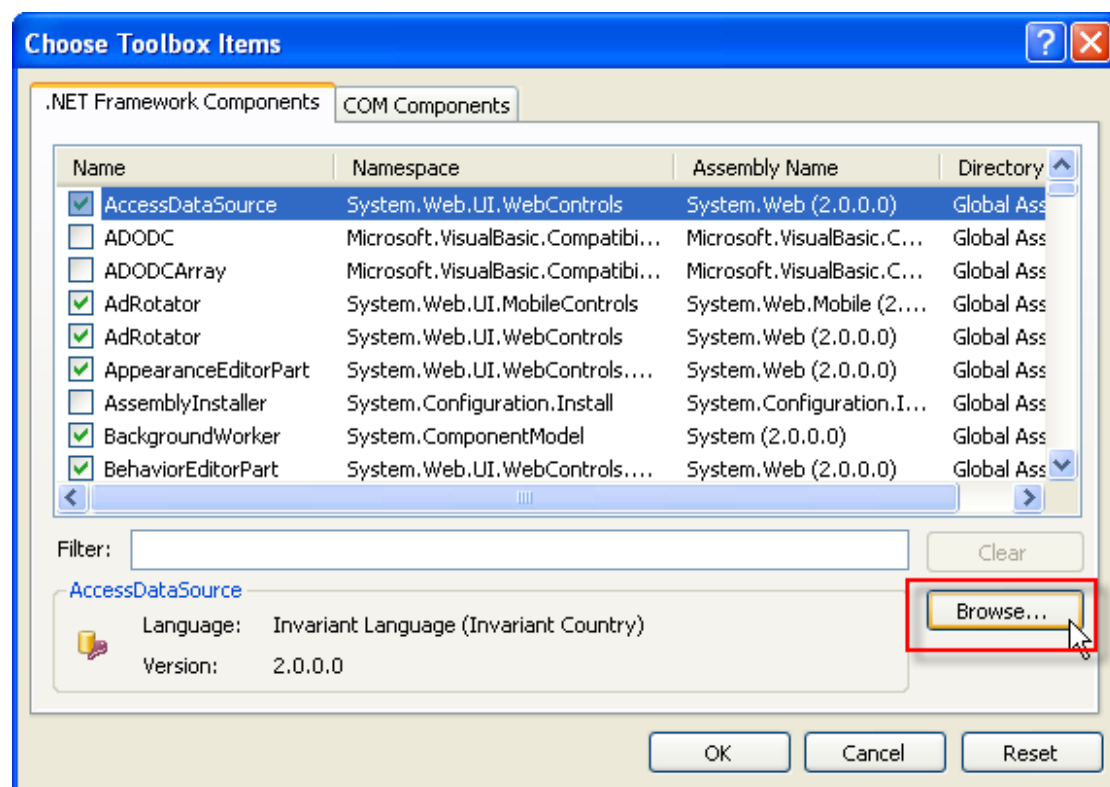 Choose Toolbox Items
.NET Framework Components COM Components
Name Namespace Assembly Name Directory
AccessDataSource System.Web.UI.WebControls System.Web (2.0.0.0) Global Ass
ADODC Microsoft.VisualBasic.Compatibi... Microsoft.VisualBasic.C... Global Ass
ADODCArray Microsoft.VisualBasic.Compatibi... Microsoft.VisualBasic.C... Global Ass
AdRotator System.Web.UI.MobileControls System.Web.Mobile (2.... Global Ass
AdRotator System.Web.UI.WebControls System.Web (2.0.0.0) Global Ass
AppearanceEditorPart System.Web.UI.WebControls.... System.Web (2.0.0.0) Global Ass
AssemblyInstaller System.Configuration.Install System.Configuration.I... Global Ass
BackgroundWorker System.ComponentModel System (2.0.0.0) Global Ass
BehaviorEditorPart System.Web.UI.WebControls.... System.Web (2.0.0.0) Global Ass
Filter: Clear
AccessDataSource
Browse...
Language: Invariant Language (Invariant Country)
Version: 2.0.0.0
OK Cancel Reset